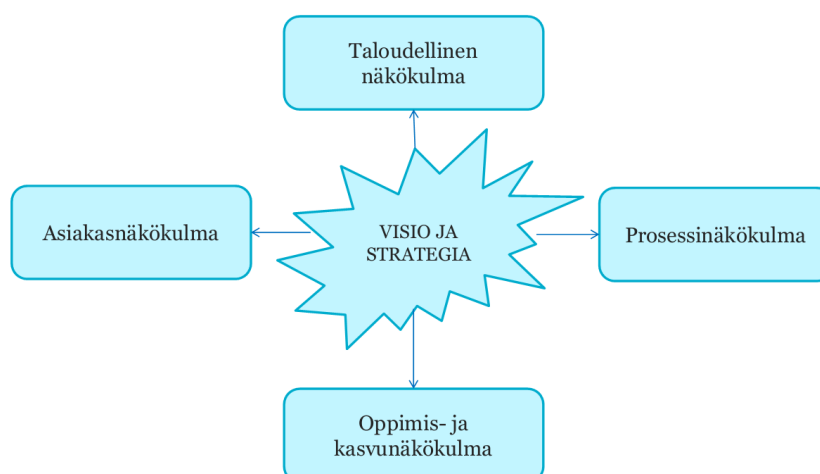 Taloudellinen
näkökulma
Asiakasnäkökulma
VISIO JA
STRATEGIA
Prosessinäkökulma
Oppimis- ja
kasvunäkökulma